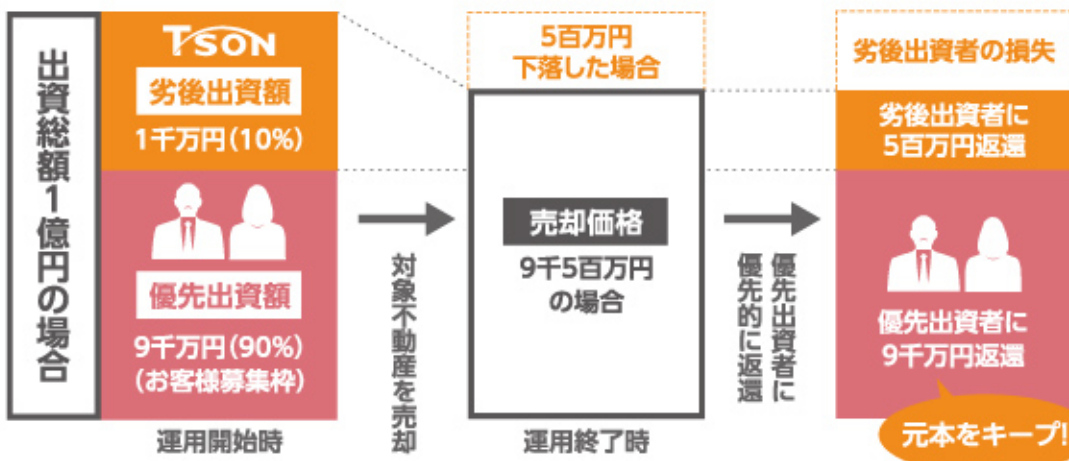 出資総額1億円の場合
TSON
劣後出資額
1千万円(10%)
優先出資額
9千万円(90%)
(お客様募集枠)
運用開始時
対象不動産を売却
5百万円
下落した場合
売却価格
9千5百万円
の場合
運用終了時
優先出資者に
優先的に返還
劣後出資者の損失
劣後出資者に
5百万円返還
優先出資者に
9千万円返還
元本をキープ!